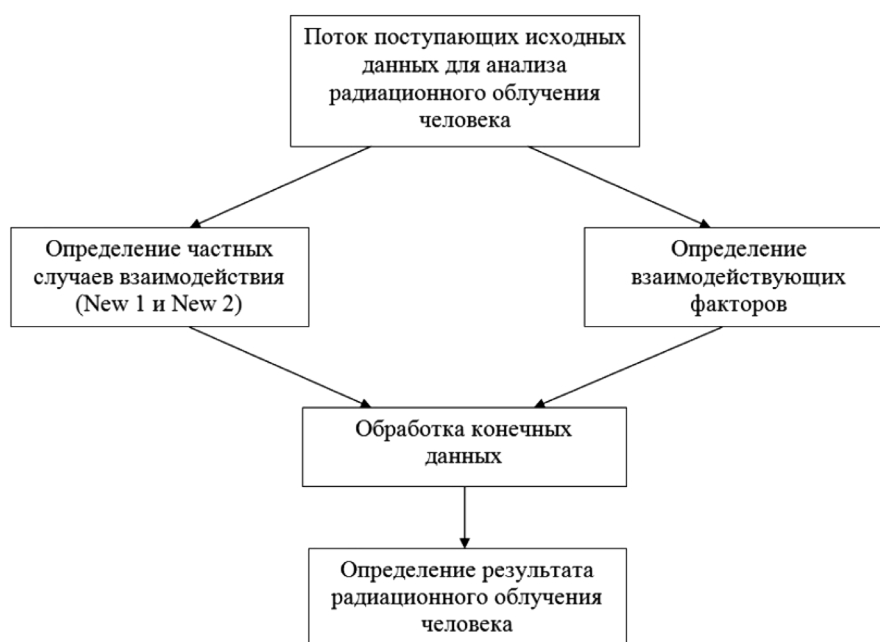 Поток поступающих исходных
данных для анализа
радиационного облучения
человека
Определение частных
случаев взаимодействия
(New 1 и New 2)
Определение
взаимодействующих
факторов
Обработка конечных
данных
Определение результата
радиационного облучения
человека